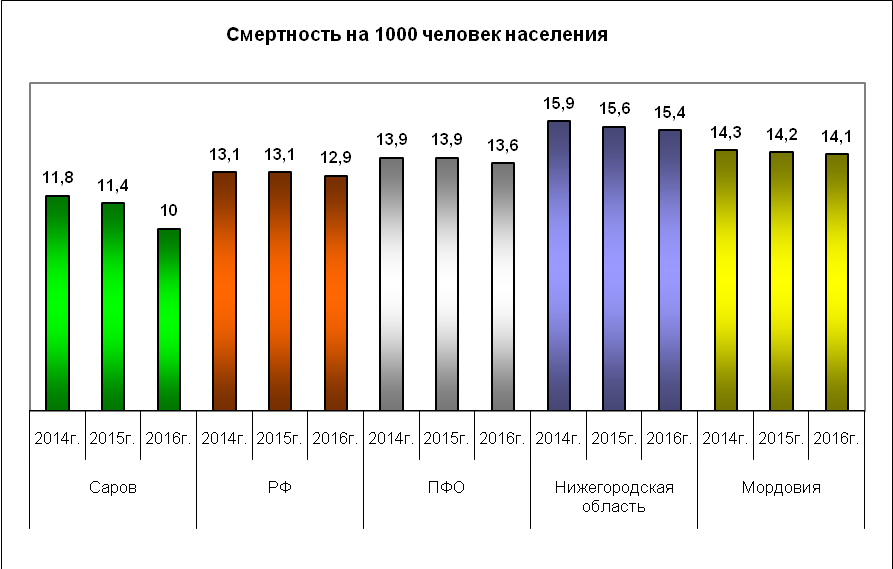 Смертность на 1000 человек населения
11,8 11,4 10 13,1 13,1 12,9 13,9 13,9 13,6 15,9 15,6 15,4 14,3 14,2 14,1
2014г. 2015г. 2016г. 2014г. 2015г. 2016г. 2014г. 2015г. 2016г. 2014г. 2015г. 2016г. 2014г. 2015г. 2016г.
Саров РФ ПФО Нижегородская Мордовия
область